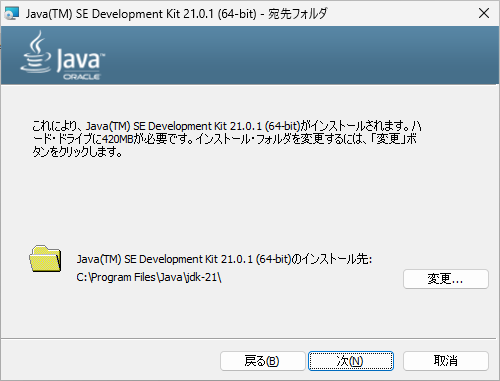 Java(TM) SE Development Kit 21.0.1 (64-bit) - 宛先フォルダ
Java
ORACLE
これにより、Java(TM) SE Development Kit 21.0.1 (64-bit)がインストールされます。ハ
ード・ドライブに420MBが必要です。インストール・フォルダを変更するには、「変更」ボ
タンをクリックします。
Java(TM) SE Development Kit 21.0.1 (64-bit)のインストール先:
C:\Program Files\Java\jdk-21\
変更...
戻る(B)
次(N)
取消